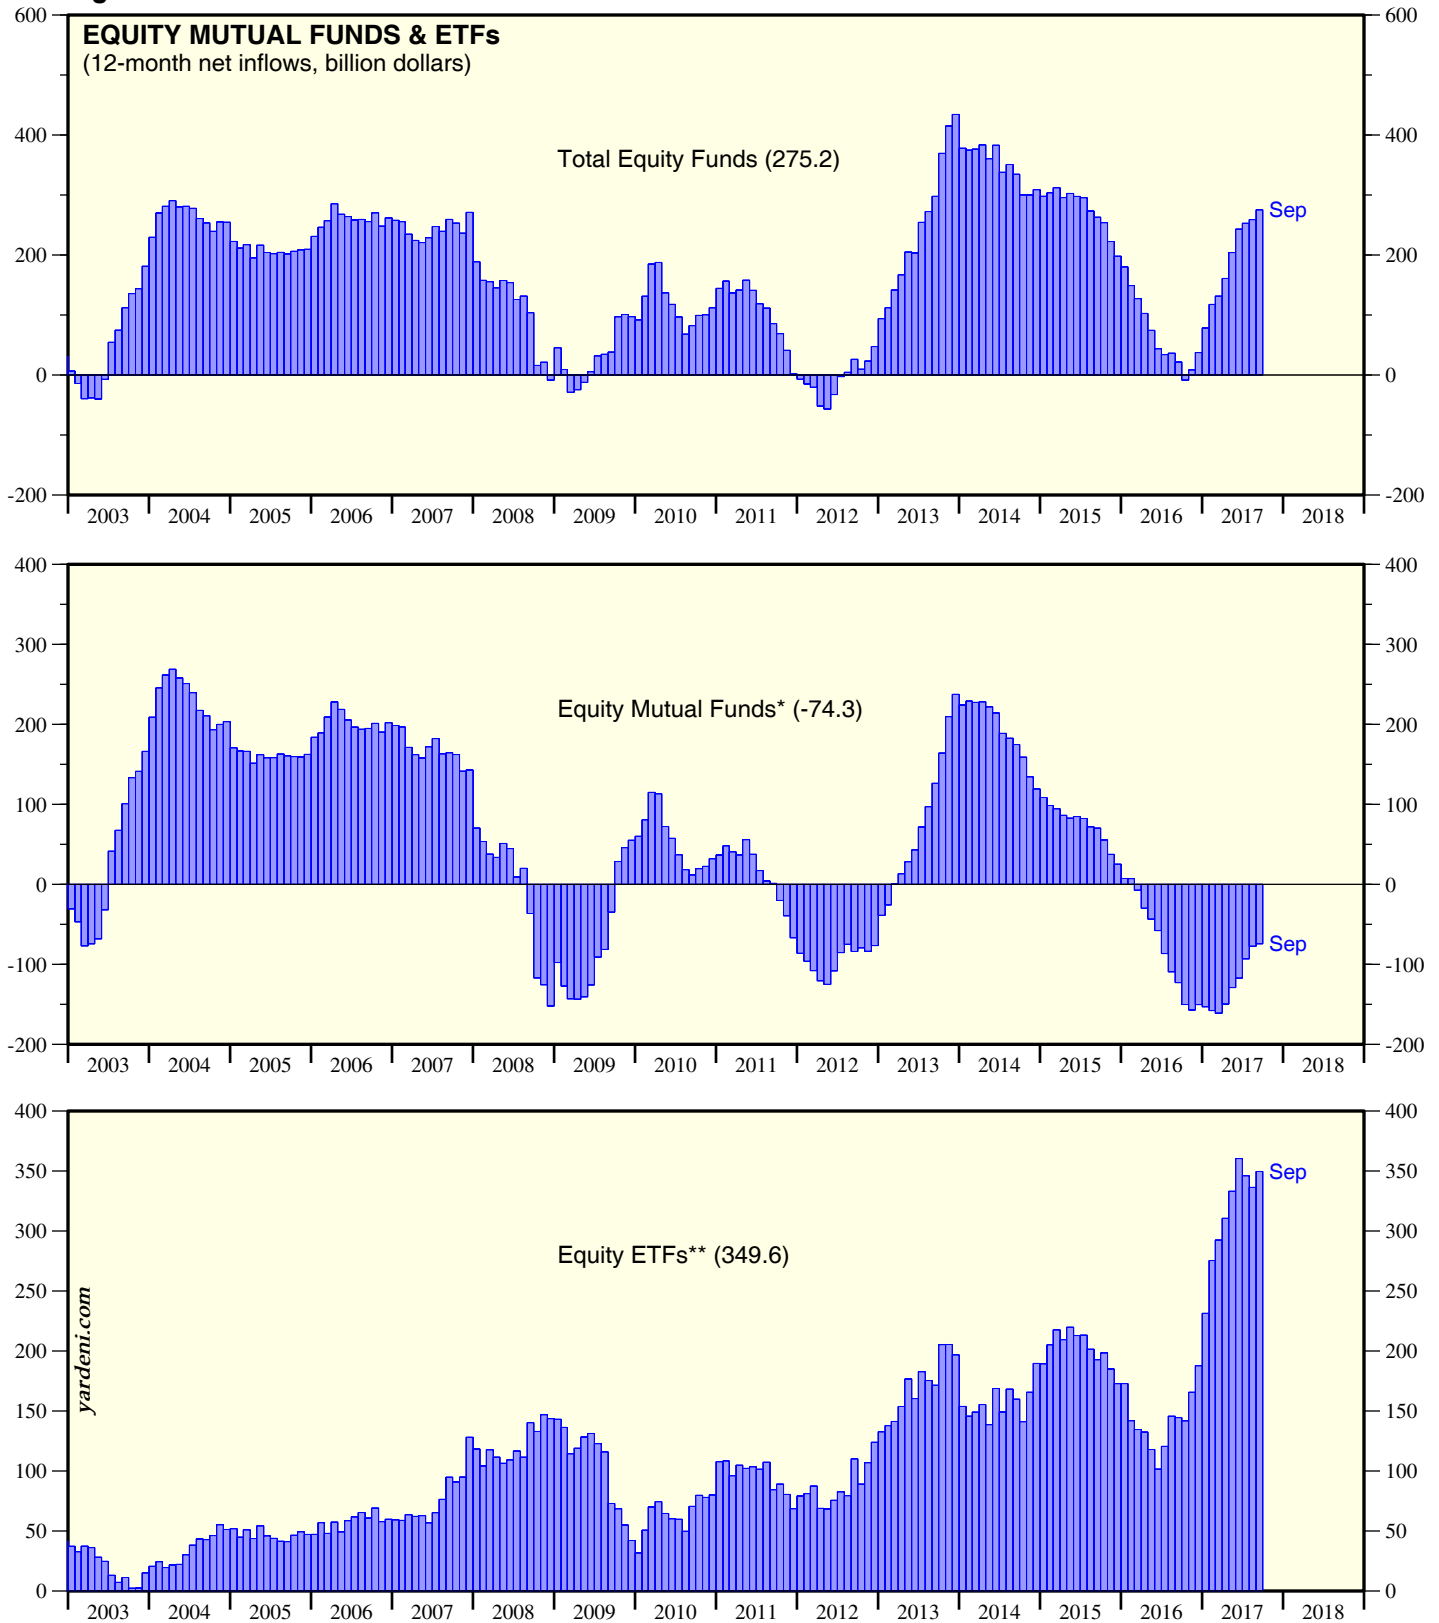 600 600
EQUITY MUTUAL FUNDS & ETFs
(12-month net inflows, billion dollars)
400 400
Total Equity Funds (275.2)
Sep
200 200
0 0
-200 -200
2003 2004 2005 2006 2007 2008 2009 2010 2011 2012 2013 2014 2015 2016 2017 2018
400 400
300 300
Equity Mutual Funds* (-74.3)
200 200
100 100
0 0
Sep
-100 -100
-200 -200
2003 2004 2005 2006 2007 2008 2009 2010 2011 2012 2013 2014 2015 2016 2017 2018
400 400
350 Sep 350
300 300
Equity ETFs** (349.6)
250 250
yardeni.com
200 200
150 150
100 100
50 50
0 0
2003 2004 2005 2006 2007 2008 2009 2010 2011 2012 2013 2014 2015 2016 2017 2018